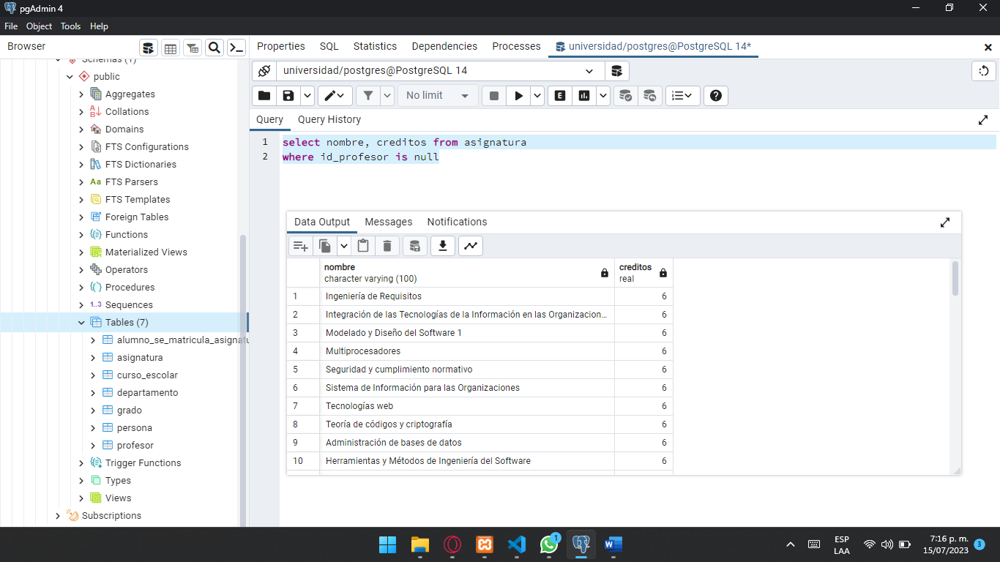 pgAdmin 4
File Object Tools Help
Browser
Properties SQL Statistics Dependencies Processes universidad/postgres@PostgreSQL 14*
Schemas (1)
public
Aggregates
Collations
Domains
FTS Configurations
FTS Dictionaries
Aa FTS Parsers
FTS Templates
Foreign Tables
Functions
Materialized Views
Operators
Procedures
1..3 Sequences
Tables (7)
alumno_se_matricula_asignatu
asignatura
curso_escolar
departamento
grado
persona
profesor
Trigger Functions
Types
Views
Subscriptions
universidad/postgres@PostgreSQL 14
No limit
E
Query Query History
1 select nombre, creditos from asignatura
2 where id_profesor is null
Data Output Messages Notifications
nombre creditos
character varying (100) real
1 Ingeniería de Requisitos 6
2 Integración de las Tecnologías de la Información en las Organizacion... 6
3 Modelado y Diseño del Software 1 6
4 Multiprocesadores 6
5 Seguridad y cumplimiento normativo 6
6 Sistema de Información para las Organizaciones 6
7 Tecnologías web 6
8 Teoría de códigos y criptografía 6
9 Administración de bases de datos 6
10 Herramientas y Métodos de Ingeniería del Software 6
1
ESP
LAA
7:16 p. m.
15/07/2023
3